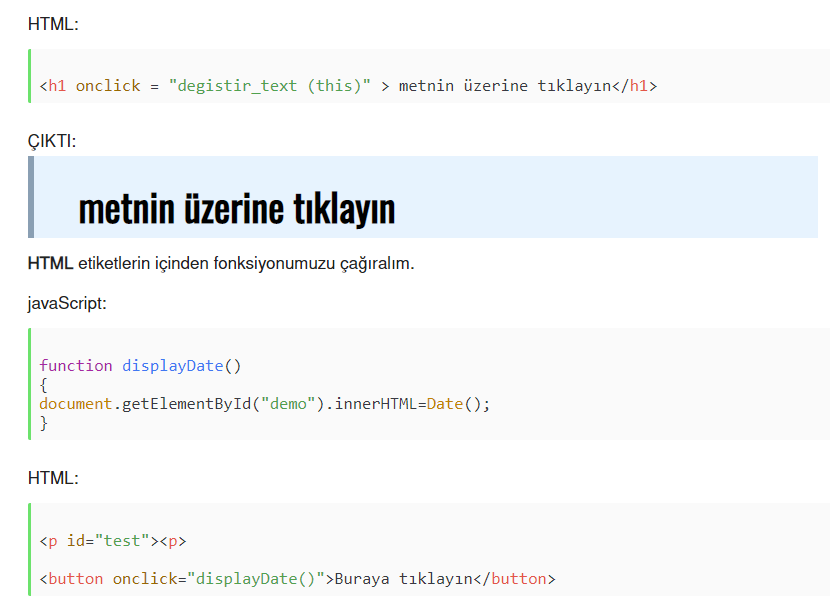 HTML:
<h1 onclick = "degistir_text (this)" > metnin üzerine tıklayın</h1>
ÇIKTI:
metnin üzerine tıklayın
HTML etiketlerin içinden fonksiyonumuzu çağıralım.
javaScript:
function displayDate()
{
document.getElementById("demo").innerHTML=Date();
}
HTML:
<p id="test"><p>
<button onclick="displayDate()">Buraya tıklayın</button>